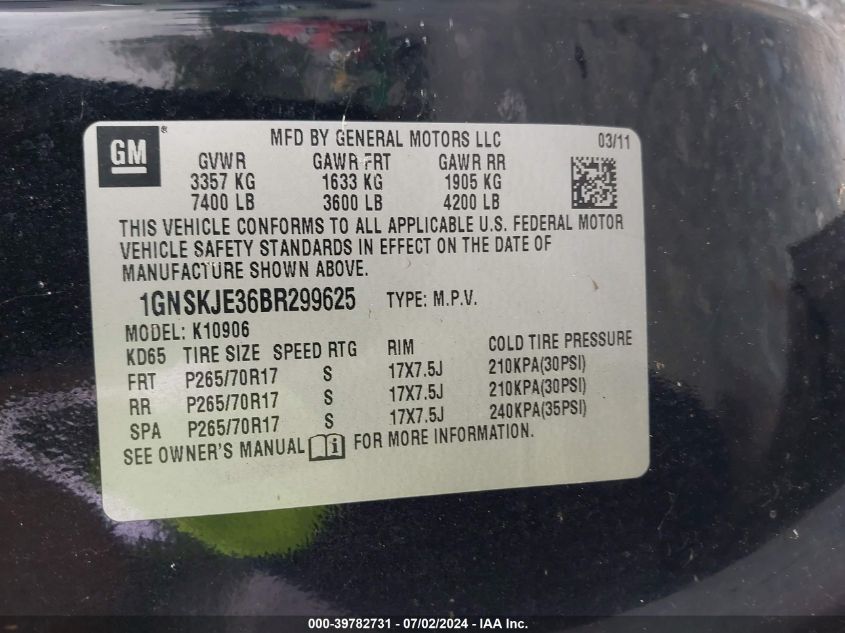 GM
MFD BY GENERAL MOTORS LLC 03/11
GVWR GAWR FRT GAWR RR
3357 KG 1633 KG 1905 KG
7400 LB 3600 LB 4200 LB
THIS VEHICLE CONFORMS TO ALL APPLICABLE U.S. FEDERAL MOTOR
VEHICLE SAFETY STANDARDS IN EFFECT ON THE DATE OF
MANUFACTURE SHOWN ABOVE.
1GNSKJE36BR299625 TYPE: M.P.V.
MODEL: K10906
KD65 TIRE SIZE SPEED RTG RIM COLD TIRE PRESSURE
FRT P265/70R17 S 17X7.5J 210KPA(30PSI)
RR P265/70R17 S 17X7.5J 210KPA(30PSI)
SPA P265/70R17 S 17X7.5J 240KPA(35PSI)
SEE OWNER'S MANUAL FOR MORE INFORMATION.
000-39782731 - 07/02/2024 - IAA Inc.